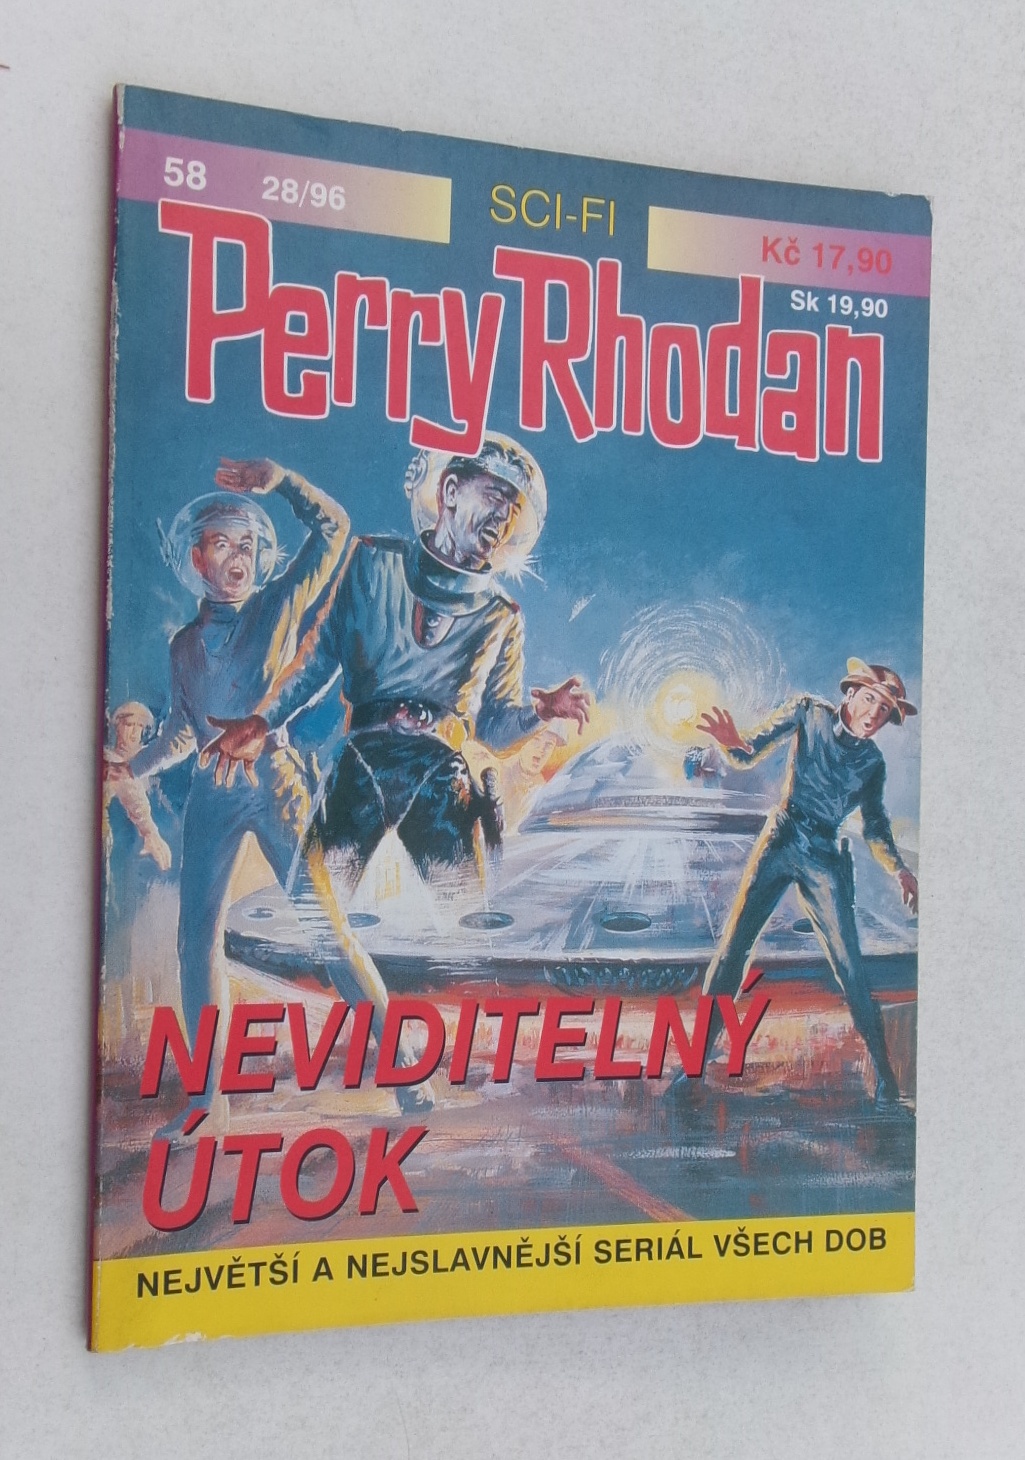 58 28/96 SCI-FI Kč 17,90
Sk 19,90
Perry Rhodan
NEVIDITELNÝ
ÚTOK
NEJVĚTŠÍ A NEJSLAVNĚJŠÍ SERIÁL VŠECH DOB